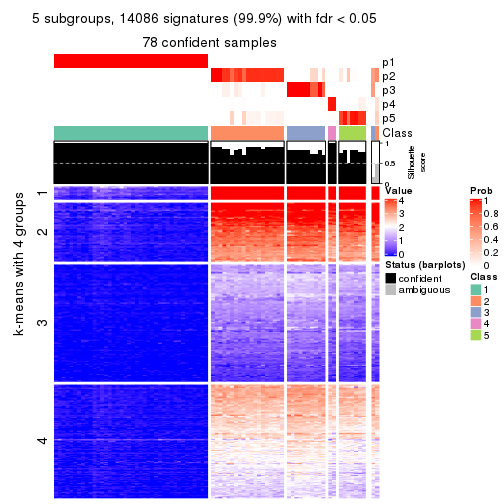 5 subgroups, 14086 signatures (99.9%) with fdr < 0.05
78 confident samples
p1
p2
p3
p4
p5
Class
1
0.5
0
Silhouette
score
k-means with 4 groups
1
2
3
4
Value
4
3
2
1
0
Status (barplots)
confident
ambiguous
Prob
1
0.8
0.6
0.4
0.2
0
Class
1
2
3
4
5